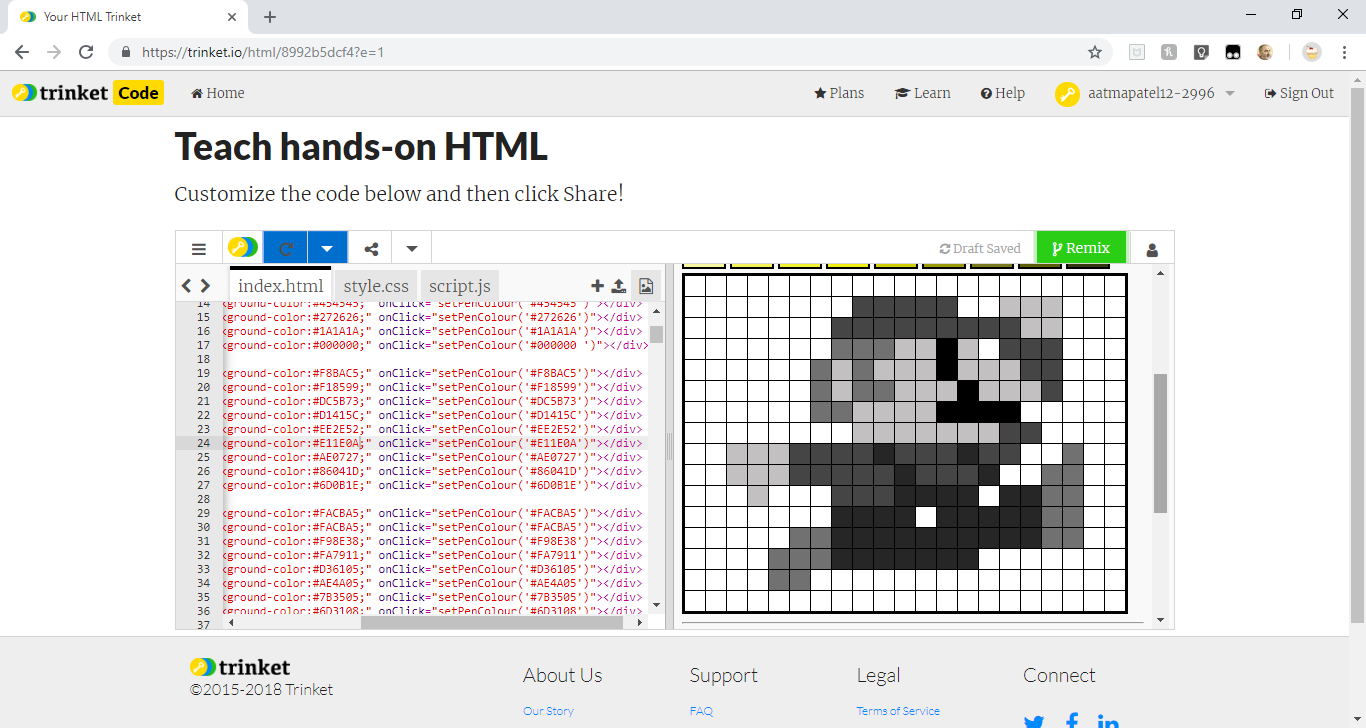 Your HTML Trinket
https://trinket.io/html/8992b5dcf4?e=1
trinket Code Home Plans Learn Help aatmapatel12-2996 Sign Out
Teach hands-on HTML
Customize the code below and then click Share!
Draft Saved Remix
index.html style.css script.js
14 <ground-color:#454545;" onClick="setPenColour('#454545')"></div>
15 <ground-color:#272626;" onClick="setPenColour('#272626')"></div>
16 <ground-color:#1A1A1A;" onClick="setPenColour('#1A1A1A')"></div>
17 <ground-color:#000000;" onClick="setPenColour('#000000 ')"></div>
18
19 <ground-color:#F8BAC5;" onClick="setPenColour('#F8BAC5')"></div>
20 <ground-color:#F18599;" onClick="setPenColour('#F18599')"></div>
21 <ground-color:#DC5B73;" onClick="setPenColour('#DC5B73')"></div>
22 <ground-color:#D1415C;" onClick="setPenColour('#D1415C')"></div>
23 <ground-color:#EE2E52;" onClick="setPenColour('#EE2E52')"></div>
24 <ground-color:#E11E0A;" onClick="setPenColour('#E11E0A')"></div>
25 <ground-color:#AE0727;" onClick="setPenColour('#AE0727')"></div>
26 <ground-color:#86041D;" onClick="setPenColour('#86041D')"></div>
27 <ground-color:#6D0B1E;" onClick="setPenColour('#6D0B1E')"></div>
28
29 <ground-color:#FACBA5;" onClick="setPenColour('#FACBA5')"></div>
30 <ground-color:#FACBA5;" onClick="setPenColour('#FACBA5')"></div>
31 <ground-color:#F98E38;" onClick="setPenColour('#F98E38')"></div>
32 <ground-color:#FA7911;" onClick="setPenColour('#FA7911')"></div>
33 <ground-color:#D36105;" onClick="setPenColour('#D36105')"></div>
34 <ground-color:#AE4A05;" onClick="setPenColour('#AE4A05')"></div>
35 <ground-color:#7B3505;" onClick="setPenColour('#7B3505')"></div>
36 <ground-color:#6D3108;" onClick="setPenColour('#6D3108')"></div>
37
trinket
©2015-2018 Trinket
About Us Support Legal Connect
Our Story FAQ Terms of Service